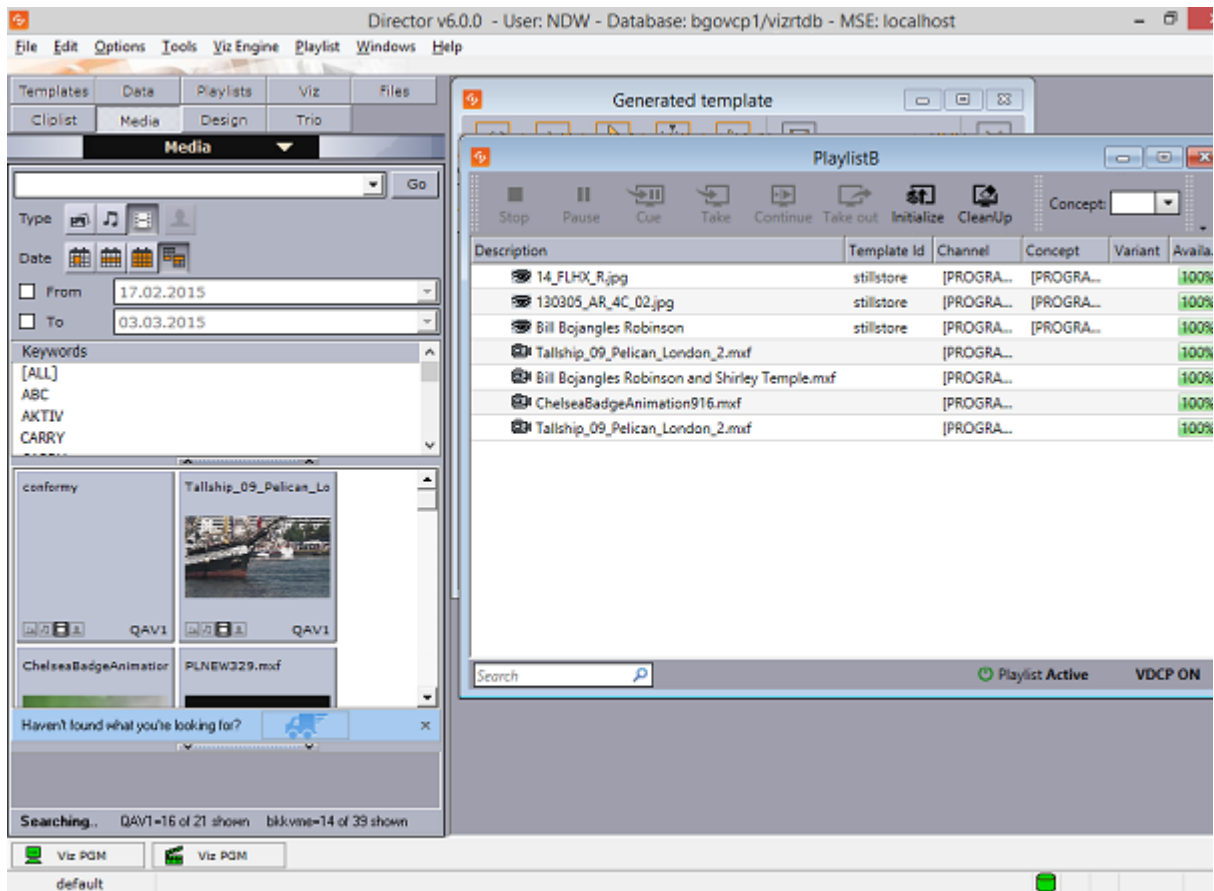 Director v6.0.0 - User: NDW - Database: bgovcp1/vizrtdb - MSE: localhost
File Edit Options Tools Viz Engine Playlist Windows Help
Templates Data Playlists Viz Files
Cliplist Media Design Trio
Media
Go
Type
Date
From 17.02.2015
To 03.03.2015
Keywords
[ALL]
ABC
AKTIV
CARRY
conformy Tallship_09_Pelican_Lo
QAV1 QAV1
ChelseaBadgeAnimatior PLNEW329.mxf
Haven't found what you're looking for?
Searching.. QAV1=16 of 21 shown bkkvme=14 of 39 shown
Generated template
PlaylistB
Stop Pause Cue Take Continue Take out Initialize CleanUp Concept:
Description Template Id Channel Concept Variant Availa.
14_FLHX_R.jpg stillstore [PROGRA... [PROGRA... 100%
130305_AR_4C_02.jpg stillstore [PROGRA... [PROGRA... 100%
Bill Bojangles Robinson stillstore [PROGRA... [PROGRA... 100%
Tallship_09_Pelican_London_2.mxf [PROGRA... 100%
Bill Bojangles Robinson and Shirley Temple.mxf [PROGRA... 100%
ChelseaBadgeAnimation916.mxf [PROGRA... 100%
Tallship_09_Pelican_London_2.mxf [PROGRA... 100%
Search Playlist Active VDCP ON
Viz PGM Viz PGM
default